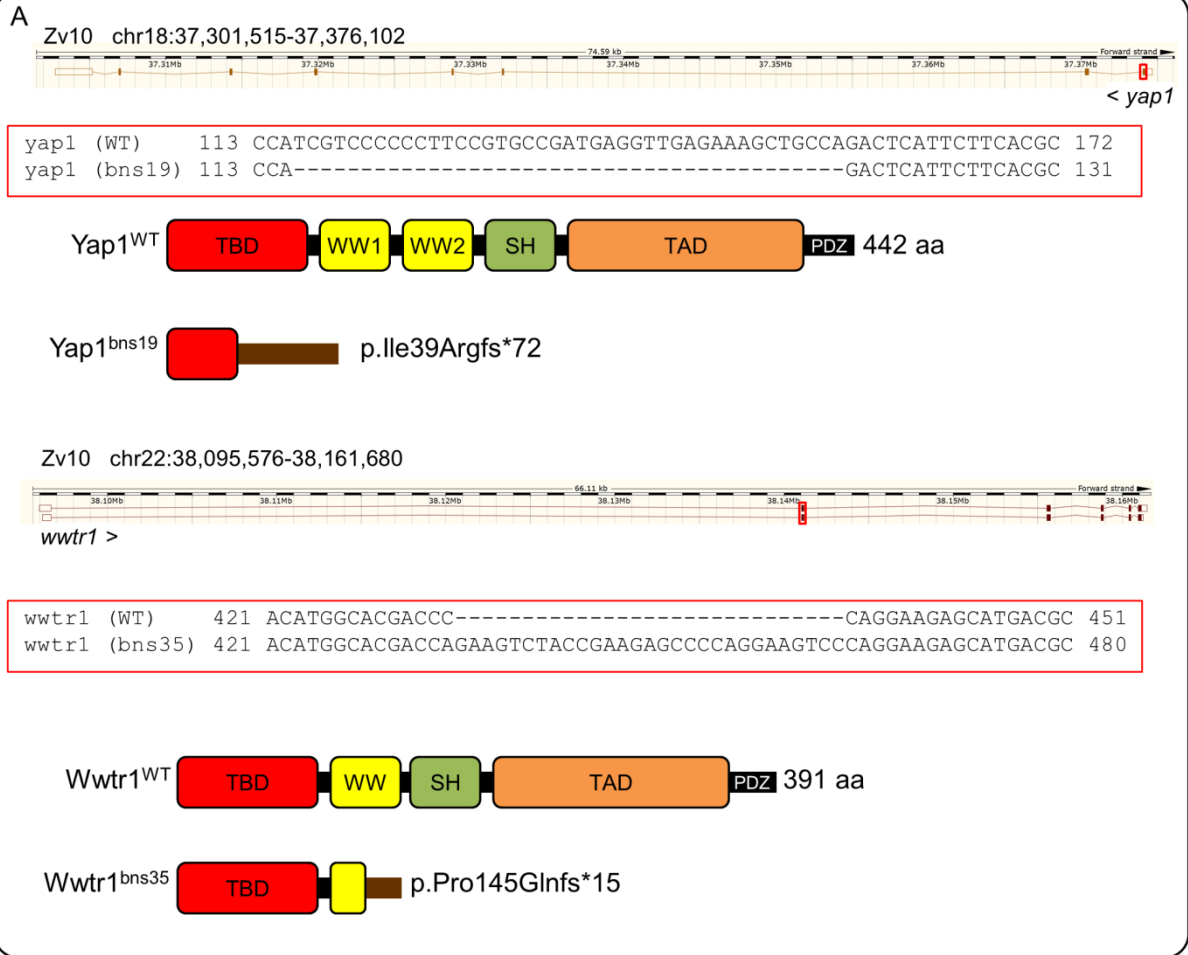 A
Zv10 chr18:37,301,515-37,376,102
74.59 kb Forward strand
37.31Mb 37.32Mb 37.33Mb 37.34Mb 37.35Mb 37.36Mb 37.37Mb
< yap1
yap1 (WT) 113 CCATCGTCCCCCCTTCCGTGCCGATGAGGTTGAGAAAGCTGCCAGACTCATTCTTCACGC 172
yap1 (bns19) 113 CCA-----------------------------------------GACTCATTCTTCACGC 131
Yap1WT TBD WW1 WW2 SH TAD PDZ 442 aa
Yap1bns19 p.Ile39Argfs*72
Zv10 chr22:38,095,576-38,161,680
66.11 kb Forward strand
38.10Mb 38.11Mb 38.12Mb 38.13Mb 38.14Mb 38.15Mb 38.16Mb
wwtr1 >
wwtr1 (WT) 421 ACATGGCACGACCC-----------------------------CAGGAAGAGCATGACGC 451
wwtr1 (bns35) 421 ACATGGCACGACCAGAAGTCTACCGAAGAGCCCCAGGAAGTCCCAGGAAGAGCATGACGC 480
Wwtr1WT TBD WW SH TAD PDZ 391 aa
Wwtr1bns35 TBD p.Pro145Glnfs*15